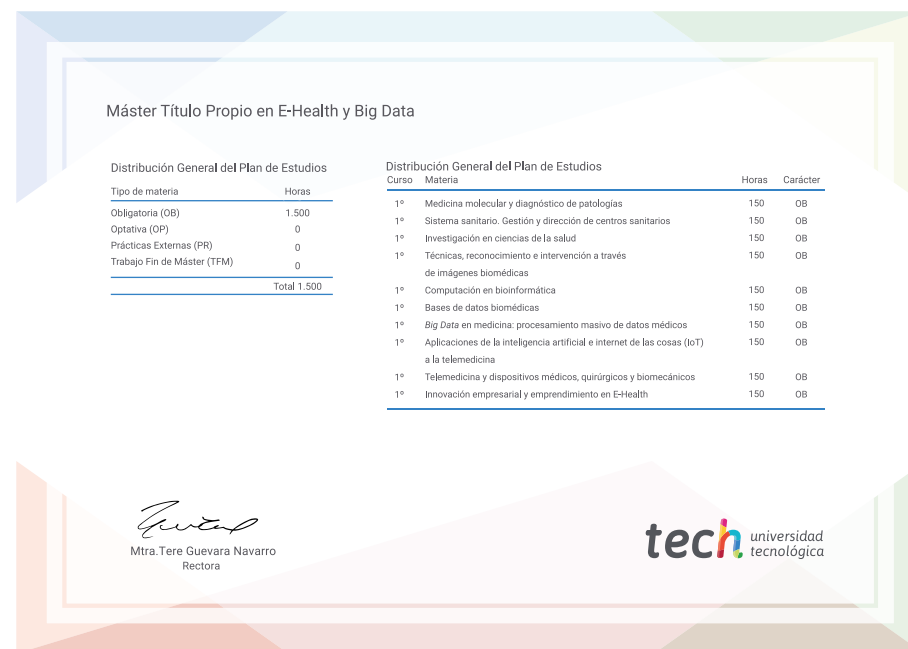 Máster Título Propio en E-Health y Big Data
Distribución General del Plan de Estudios
Tipo de materia Horas
Obligatoria (OB) 1.500
Optativa (OP) 0
Prácticas Externas (PR) 0
Trabajo Fin de Máster (TFM) 0
Total 1.500
Distribución General del Plan de Estudios
Curso Materia Horas Carácter
1º Medicina molecular y diagnóstico de patologías 150 OB
1º Sistema sanitario. Gestión y dirección de centros sanitarios 150 OB
1º Investigación en ciencias de la salud 150 OB
1º Técnicas, reconocimiento e intervención a través 150 OB
de imágenes biomédicas
1º Computación en bioinformática 150 OB
1º Bases de datos biomédicas 150 OB
1º Big Data en medicina: procesamiento masivo de datos médicos 150 OB
1º Aplicaciones de la inteligencia artificial e internet de las cosas (IoT) 150 OB
a la telemedicina
1º Telemedicina y dispositivos médicos, quirúrgicos y biomecánicos 150 OB
1º Innovación empresarial y emprendimiento en E-Health 150 OB
Mtra.Tere Guevara Navarro
Rectora
tech universidad
tecnológica